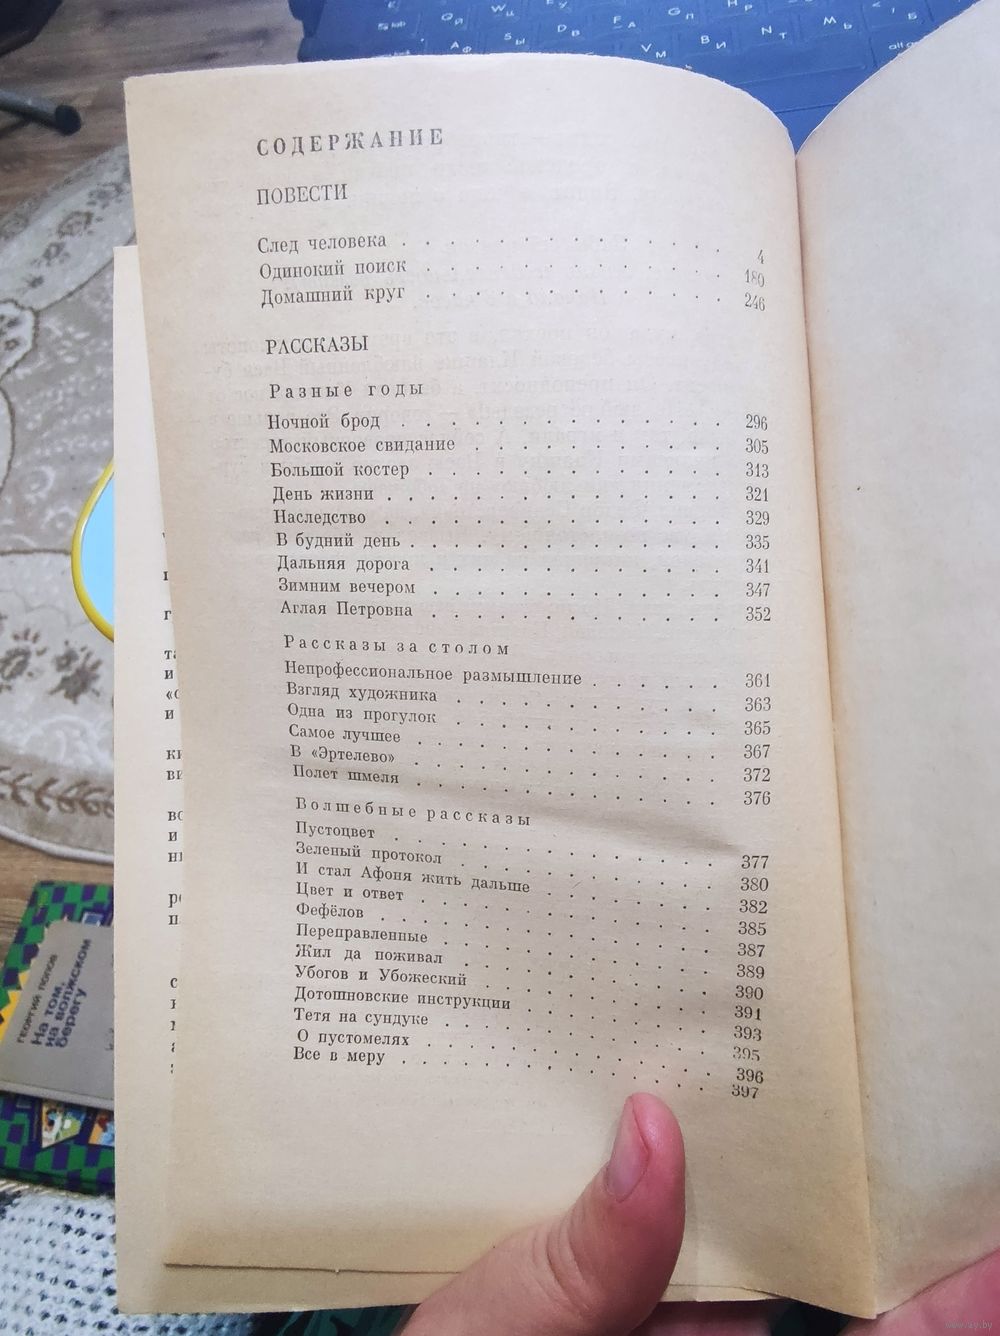 СОДЕРЖАНИЕ
ПОВЕСТИ
След человека . . . . . . . . . . . . . 4
Одинокий поиск . . . . . . . . . . . . 180
Домашний круг . . . . . . . . . . . . 246
РАССКАЗЫ
Разные годы
Ночной брод . . . . . . . . . . . . . 296
Московское свидание . . . . . . . . . . 305
Большой костер . . . . . . . . . . . . 313
День жизни . . . . . . . . . . . . . 321
Наследство . . . . . . . . . . . . . 329
В будний день . . . . . . . . . . . . 335
Дальняя дорога . . . . . . . . . . . . 341
Зимним вечером . . . . . . . . . . . . 347
Аглая Петровна . . . . . . . . . . . . 352
Рассказы за столом
Непрофессиональное размышление . . . . . . 361
Взгляд художника . . . . . . . . . . . 363
Одна из прогулок . . . . . . . . . . . 365
Самое лучшее . . . . . . . . . . . . 367
В «Эртелево» . . . . . . . . . . . . 372
Полет шмеля . . . . . . . . . . . . 376
Волшебные рассказы
Пустоцвет . . . . . . . . . . . . . 377
Зеленый протокол . . . . . . . . . . . 380
И стал Афоня жить дальше . . . . . . . . 382
Цвет и ответ . . . . . . . . . . . . 385
Фефёлов . . . . . . . . . . . . . 387
Переправленные . . . . . . . . . . . 389
Жил да поживал . . . . . . . . . . . 390
Убогов и Убожеский . . . . . . . . . . 391
Дотошновские инструкции . . . . . . . . 393
Тетя на сундуке . . . . . . . . . . . 395
О пустомелях . . . . . . . . . . . . 396
Все в меру . . . . . . . . . . . . 397
ГЕОРГИЙ ПОПОВ
На том,
на волжском
берегу
www.ay.by